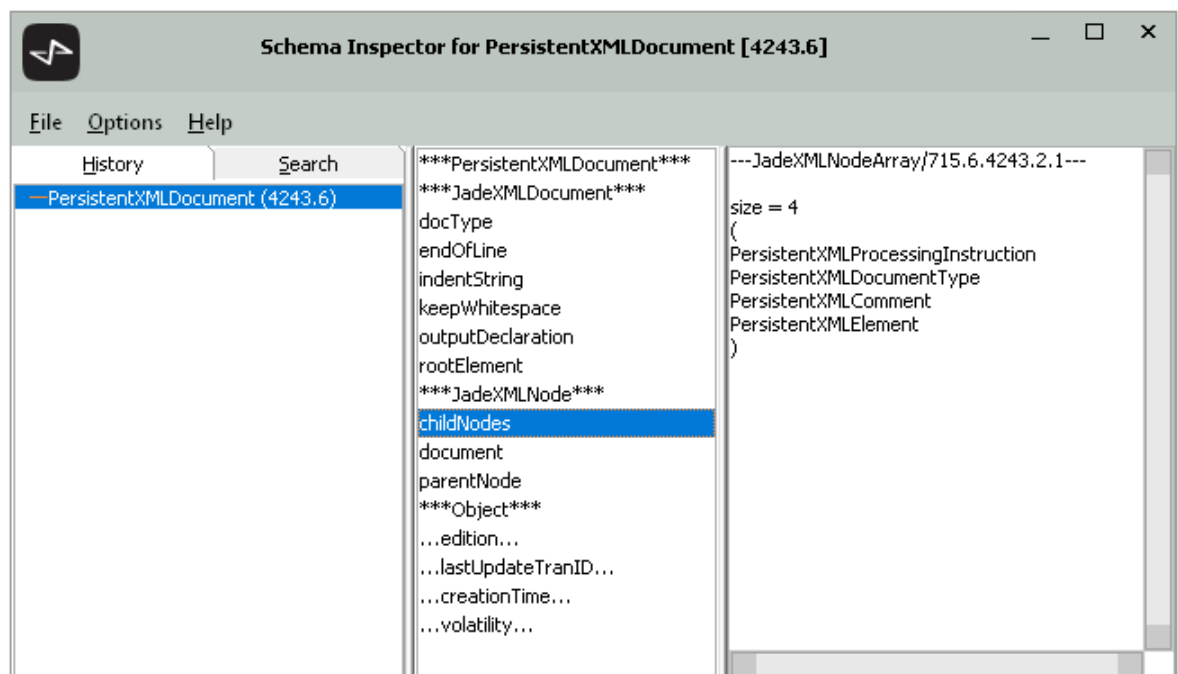 Schema Inspector for PersistentXMLDocument [4243.6]
File Options Help
History Search
PersistentXMLDocument (4243.6)
***PersistentXMLDocument***
***JadeXMLDocument***
docType
endOfLine
indentString
keepWhitespace
outputDeclaration
rootElement
***JadeXMLNode***
childNodes
document
parentNode
***Object***
...edition...
...lastUpdateTranID...
...creationTime...
...volatility...
---JadeXMLNodeArray/715.6.4243.2.1---
size = 4
(
PersistentXMLProcessingInstruction
PersistentXMLDocumentType
PersistentXMLComment
PersistentXMLElement
)